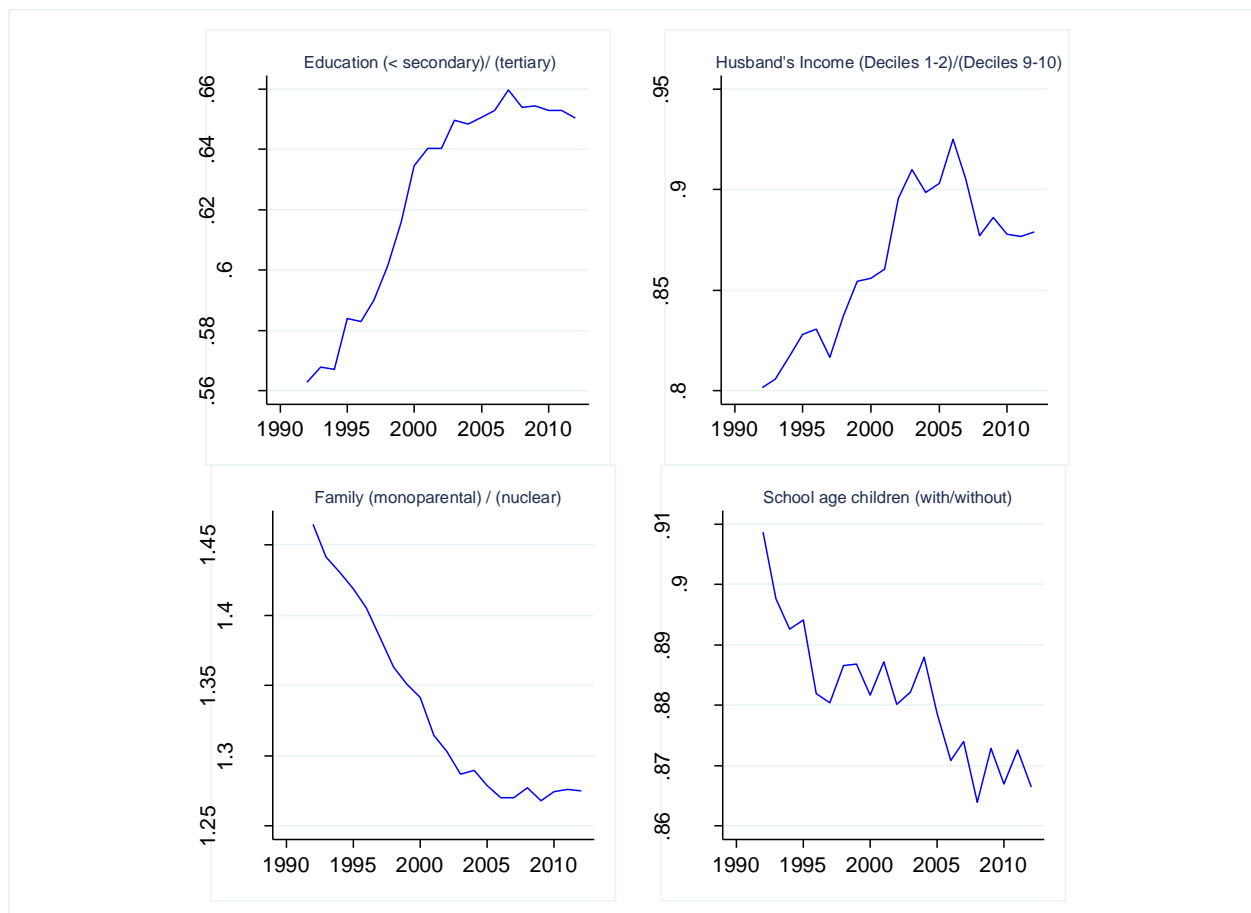 Education (< secondary)/ (tertiary)
.66
.64
.62
.6
.58
.56
1990 1995 2000 2005 2010
Husband's Income (Deciles 1-2)/(Deciles 9-10)
.95
.9
.85
.8
1990 1995 2000 2005 2010
Family (monoparental) / (nuclear)
1.45
1.4
1.35
1.3
1.25
1990 1995 2000 2005 2010
School age children (with/without)
.91
.9
.89
.88
.87
.86
1990 1995 2000 2005 2010